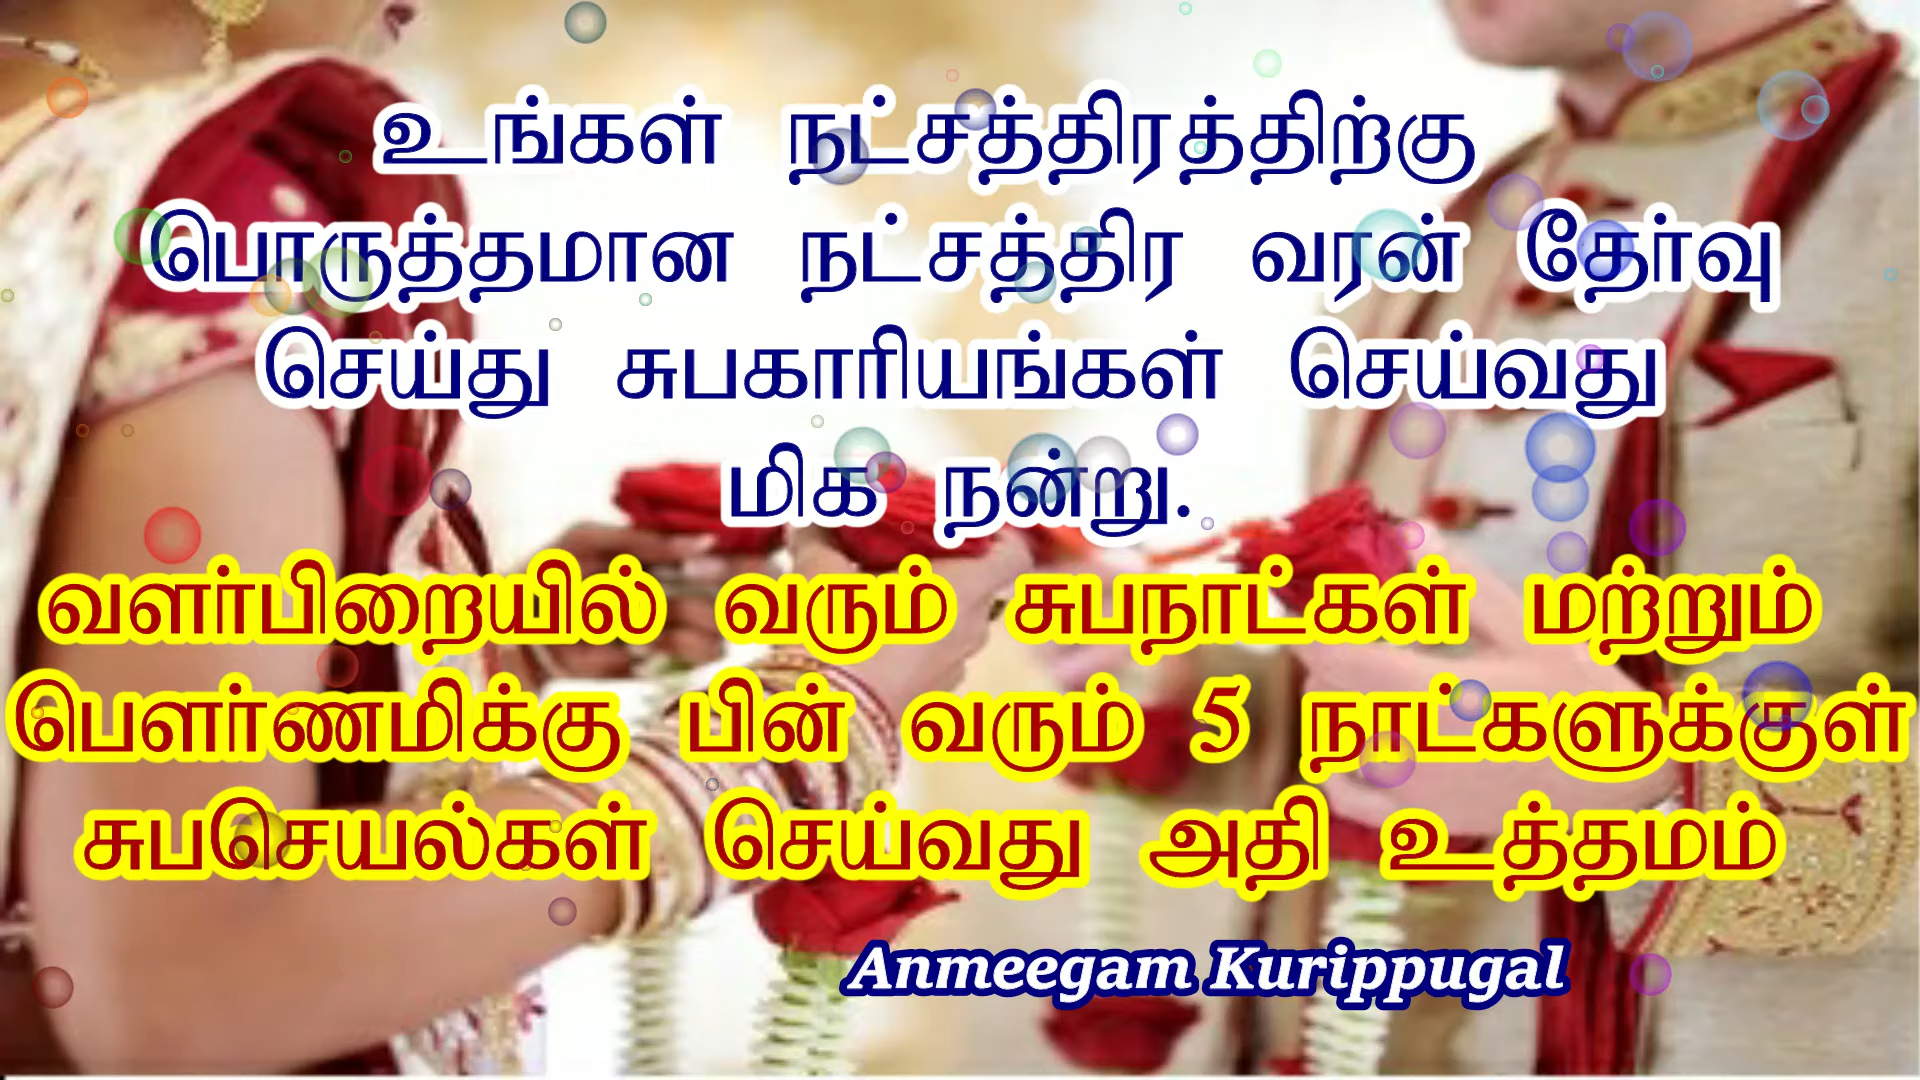 உங்கள் நட்சத்திரத்திற்கு
பொருத்தமான நட்சத்திர வரன் தேர்வு
செய்து சுபகாரியங்கள் செய்வது
மிக நன்று.
வளர்பிறையில் வரும் சுபநாட்கள் மற்றும்
பௌர்ணமிக்கு பின் வரும் 5 நாட்களுக்குள்
சுபசெயல்கள் செய்வது அதி உத்தமம்
Anmeegam Kurippugal